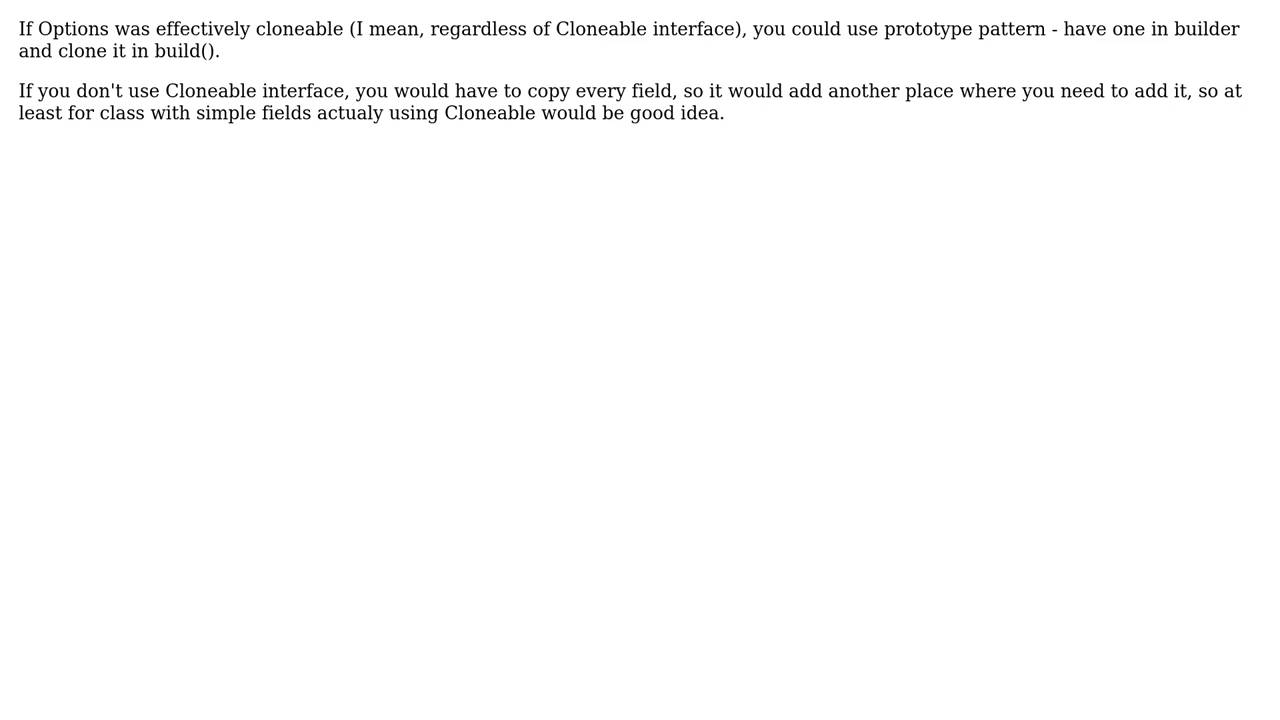 If Options was effectively cloneable (I mean, regardless of Cloneable interface), you could use prototype pattern - have one in builder
and clone it in build().
If you don't use Cloneable interface, you would have to copy every field, so it would add another place where you need to add it, so at
least for class with simple fields actualy using Cloneable would be good idea.